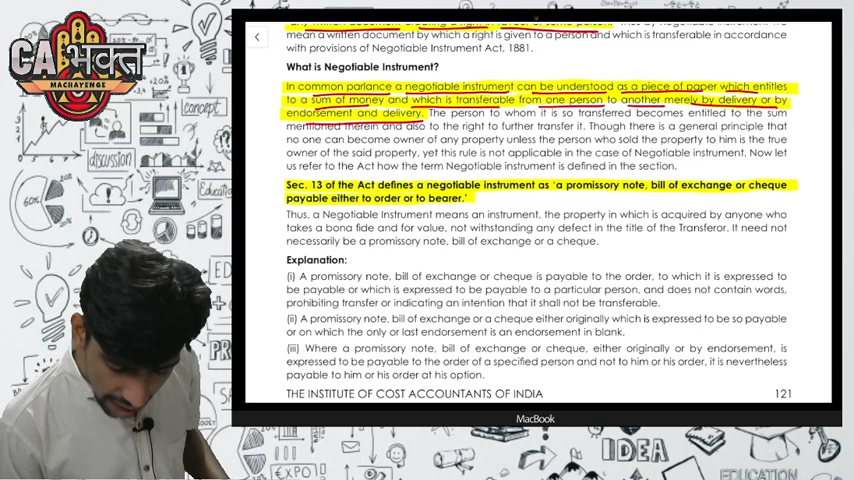 CA भक्त
MACHAYENGE
any written document creating a right in favour of some person.
mean a written document by which a right is given to a person and which is transferable in accordance
with provisions of Negotiable Instrument Act, 1881.
What is Negotiable Instrument?
In common parlance a negotiable instrument can be understood as a piece of paper which entitles
to a sum of money and which is transferable from one person to another merely by delivery or by
endorsement and delivery. The person to whom it is so transferred becomes entitled to the sum
mentioned therein and also to the right to further transfer it. Though there is a general principle that
no one can become owner of any property unless the person who sold the property to him is the true
owner of the said property, yet this rule is not applicable in the case of Negotiable instrument. Now let
us refer to the Act how the term Negotiable instrument is defined in the section.
Sec. 13 of the Act defines a negotiable instrument as 'a promissory note, bill of exchange or cheque
payable either to order or to bearer.'
Thus, a Negotiable Instrument means an instrument, the property in which is acquired by anyone who
takes a bona fide and for value, not withstanding any defect in the title of the Transferor. It need not
necessarily be a promissory note, bill of exchange or a cheque.
Explanation:
(i) A promissory note, bill of exchange or cheque is payable to the order, to which it is expressed to
be payable or which is expressed to be payable to a particular person, and does not contain words,
prohibiting transfer or indicating an intention that it shall not be transferable.
(ii) A promissory note, bill of exchange or a cheque either originally which is expressed to be so payable
or on which the only or last endorsement is an endorsement in blank.
(iii) Where a promissory note, bill of exchange or cheque, either originally or by endorsement, is
expressed to be payable to the order of a specified person and not to him or his order, it is nevertheless
payable to him or his order at his option.
THE INSTITUTE OF COST ACCOUNTANTS OF INDIA 121
MacBook
concept
discussion
Education
60%
20%
EXPO
IDEA
EDUCATION